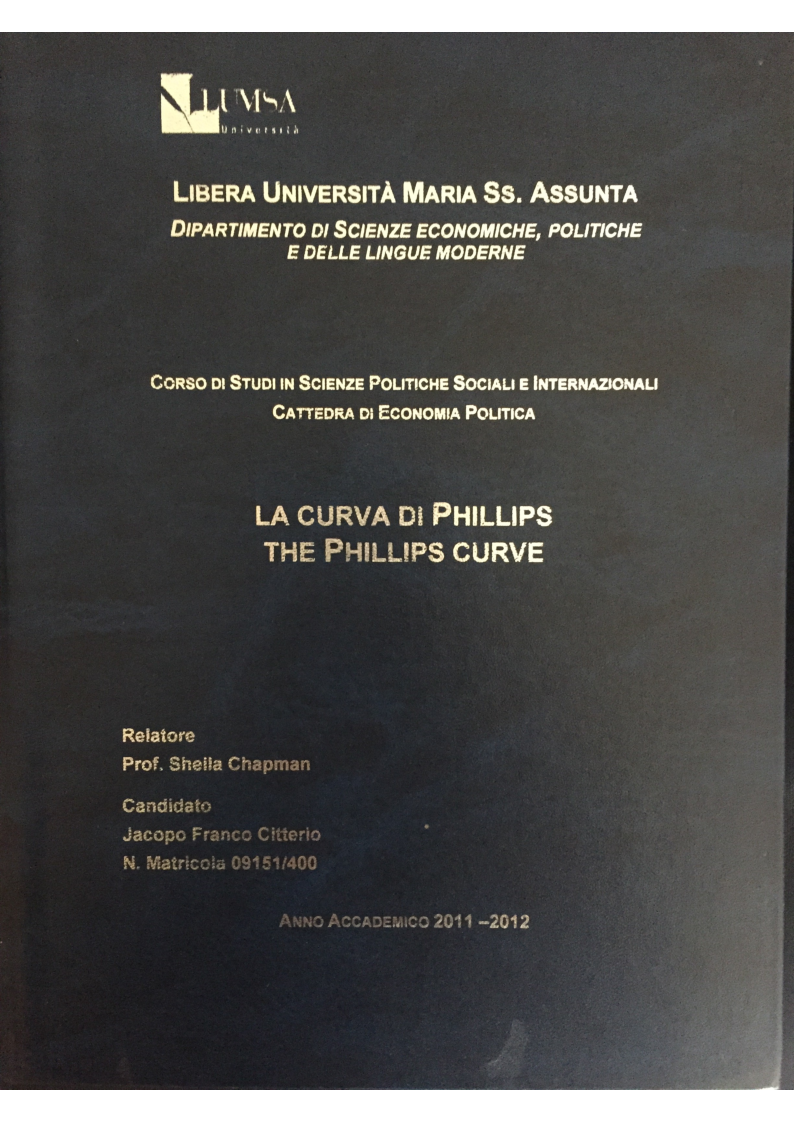 LUMSA
Università
LIBERA UNIVERSITÀ MARIA SS. ASSUNTA
DIPARTIMENTO DI SCIENZE ECONOMICHE, POLITICHE
E DELLE LINGUE MODERNE
CORSO DI STUDI IN SCIENZE POLITICHE SOCIALI E INTERNAZIONALI
CATTEDRA DI ECONOMIA POLITICA
LA CURVA DI PHILLIPS
THE PHILLIPS CURVE
Relatore
Prof. Sheila Chapman
Candidato
Jacopo Franco Citterio
N. Matricola 09151/400
ANNO ACCADEMICO 2011 –2012